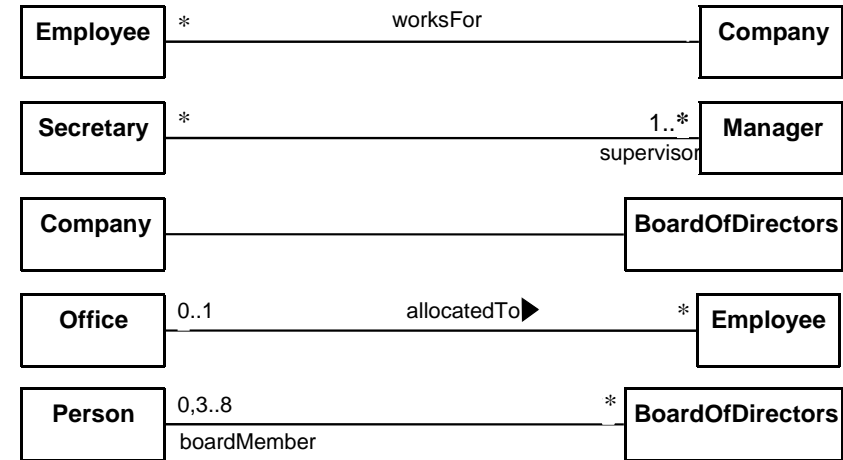 Employee * worksFor Company
Secretary * 1..* Manager
supervisor
Company BoardOfDirectors
Office 0..1 allocatedTo * Employee
Person 0,3..8 * BoardOfDirectors
boardMember